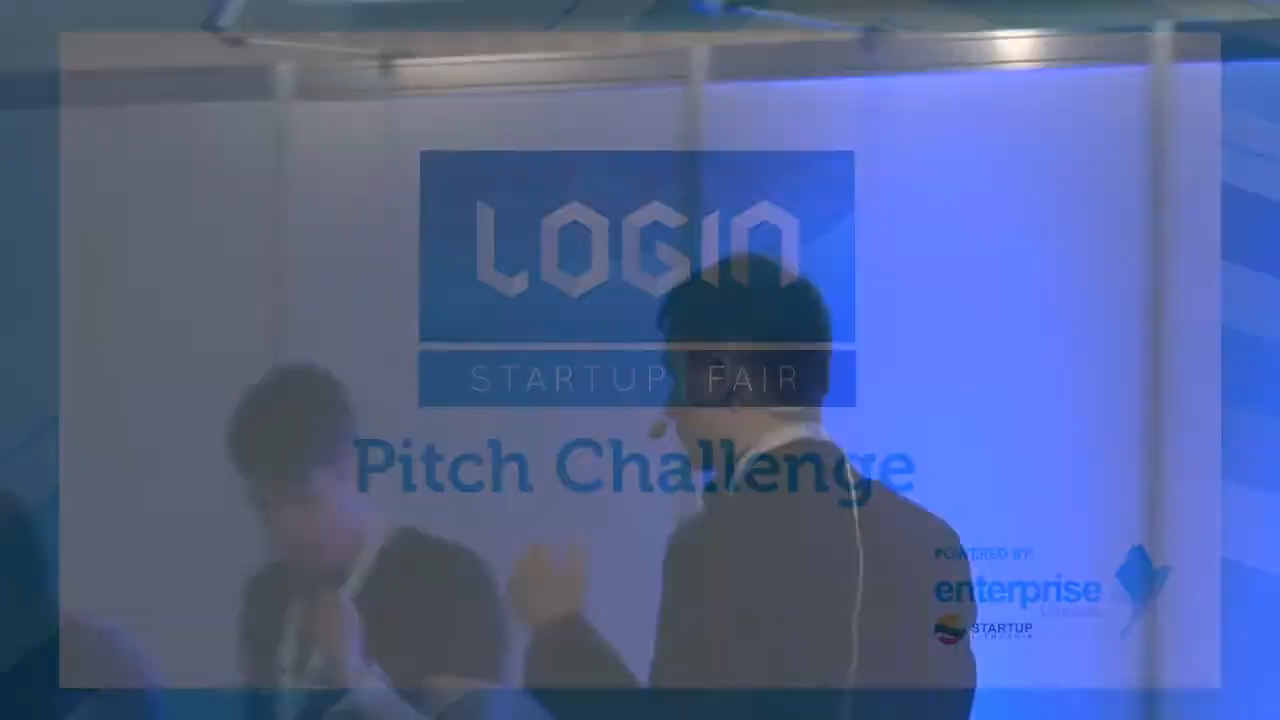 LOGIN
STARTUP FAIR
Pitch Challenge
POWERED BY:
enterprise
STARTUP